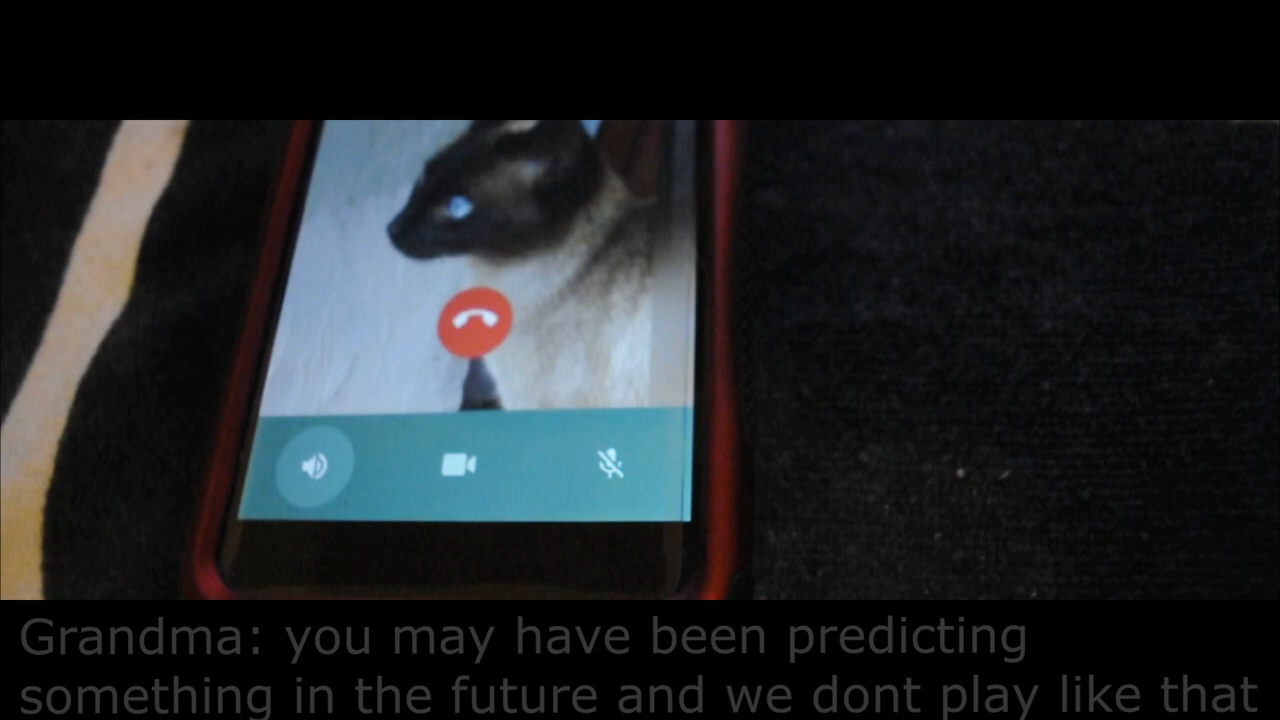 Grandma: you may have been predicting
something in the future and we dont play like that